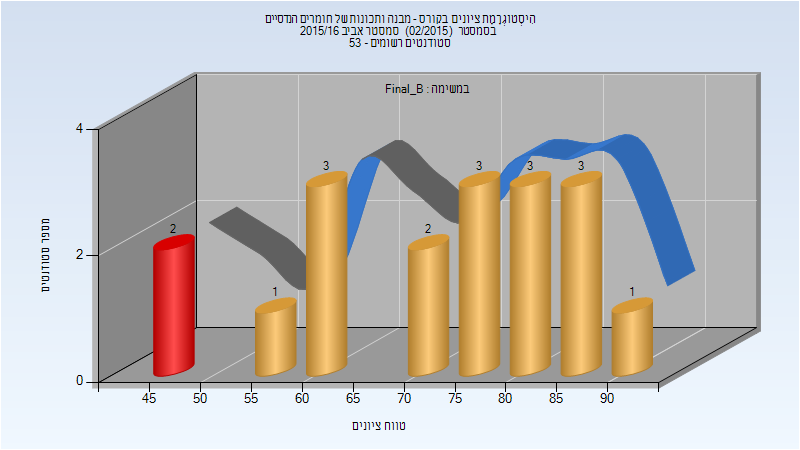 היסטוגרמת ציונים בקורס - מבנה ותכונות של חומרים הנדסיים
בסמסטר (02/2015) סמסטר אביב 2015/16
סטודנטים רשומים - 53
במשימה : Final_B
מספר סטודנטים
4
2
0
2
1
3
2
3
3
3
1
45 50 55 60 65 70 75 80 85 90
טווח ציונים